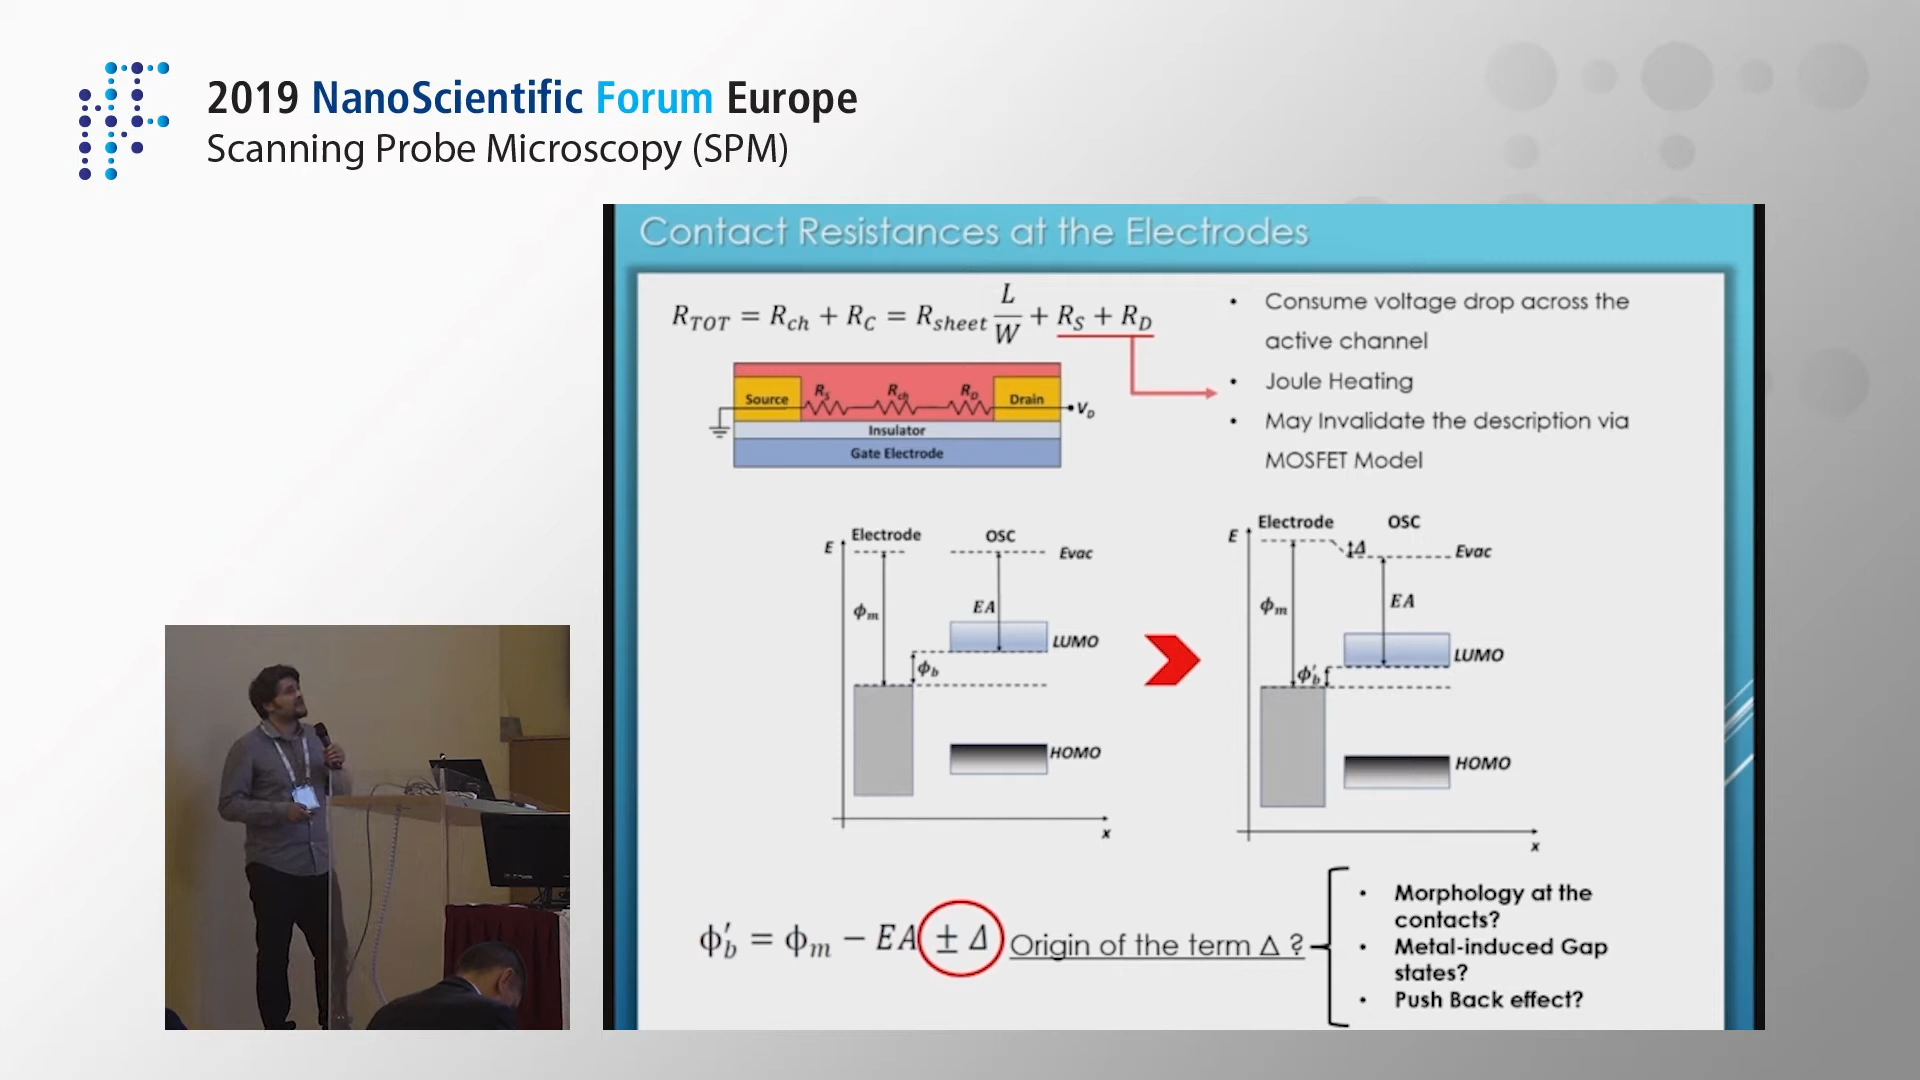 2019 NanoScientific Forum Europe
Scanning Probe Microscopy (SPM)
Contact Resistances at the Electrodes
R_TOT = R_ch + R_C = R_sheet L/W + R_S + R_D
• Consume voltage drop across the
active channel
• Joule Heating
• May Invalidate the description via
MOSFET Model
Source R_S R_ch R_D Drain V_D
Insulator
Gate Electrode
E Electrode OSC
Evac
ϕ_m EA
LUMO
ϕ_b
HOMO
x
E Electrode OSC
Δ Evac
ϕ_m EA
LUMO
ϕ′_b
HOMO
x
ϕ′_b = ϕ_m − EA ± Δ Origin of the term Δ ?
• Morphology at the
contacts?
• Metal-induced Gap
states?
• Push Back effect?